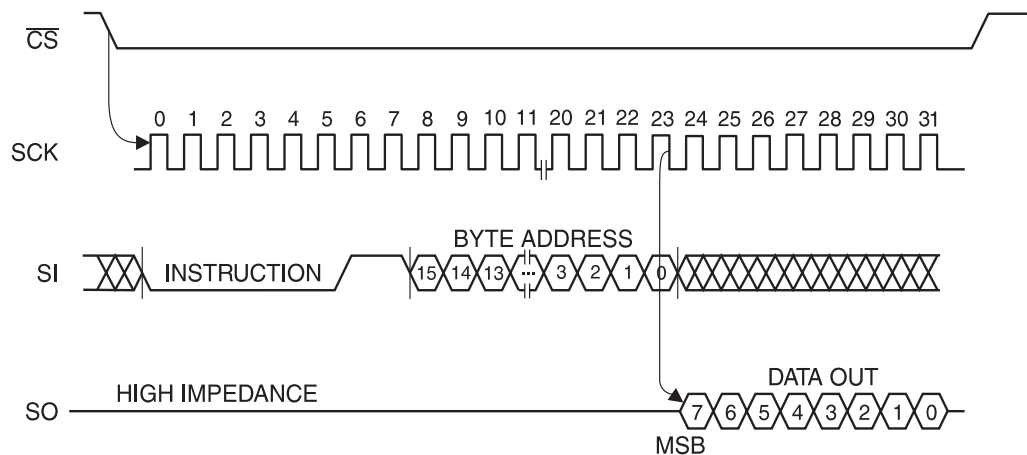 CS
0 1 2 3 4 5 6 7 8 9 10 11 20 21 22 23 24 25 26 27 28 29 30 31
SCK
BYTE ADDRESS
SI INSTRUCTION 15 14 13 ... 3 2 1 0
HIGH IMPEDANCE DATA OUT
SO 7 6 5 4 3 2 1 0
MSB